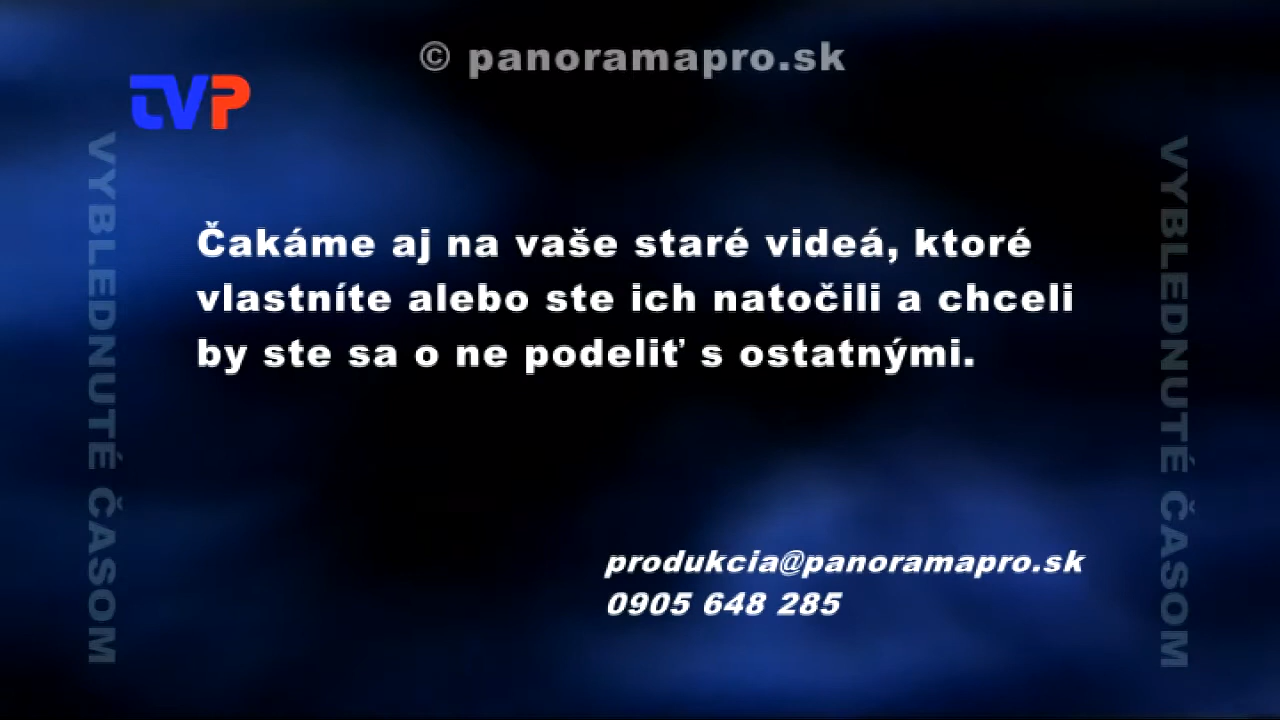 © panoramapro.sk
TVP
VYBLEDNUTÉ ČASOM
Čakáme aj na vaše staré videá, ktoré
vlastníte alebo ste ich natočili a chceli
by ste sa o ne podeliť s ostatnými.
VYBLEDNUTÉ ČASOM
produkcia@panoramapro.sk
0905 648 285